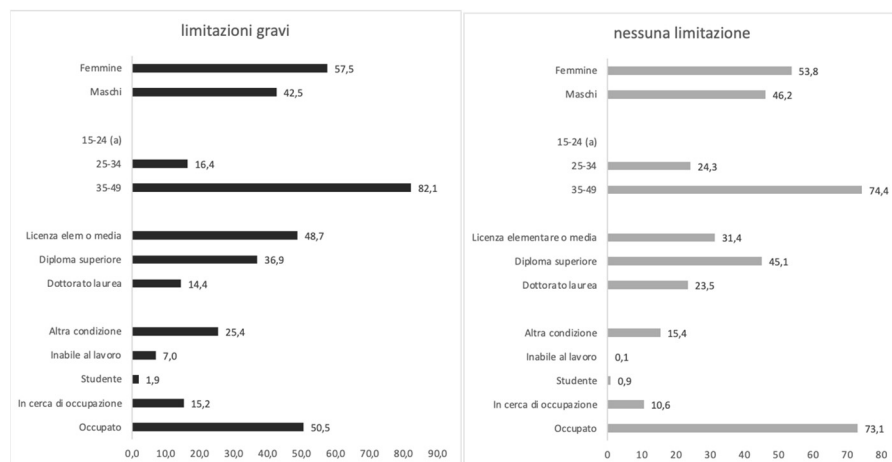 limitazioni gravi
Femmine 57,5
Maschi 42,5
15-24 (a)
25-34 16,4
35-49 82,1
Licenza elem o media 48,7
Diploma superiore 36,9
Dottorato laurea 14,4
Altra condizione 25,4
Inabile al lavoro 7,0
Studente 1,9
In cerca di occupazione 15,2
Occupato 50,5
0,0 10,0 20,0 30,0 40,0 50,0 60,0 70,0 80,0 90,0
nessuna limitazione
Femmine 53,8
Maschi 46,2
15-24 (a)
25-34 24,3
35-49 74,4
Licenza elementare o media 31,4
Diploma superiore 45,1
Dottorato laurea 23,5
Altra condizione 15,4
Inabile al lavoro 0,1
Studente 0,9
In cerca di occupazione 10,6
Occupato 73,1
0 10 20 30 40 50 60 70 80